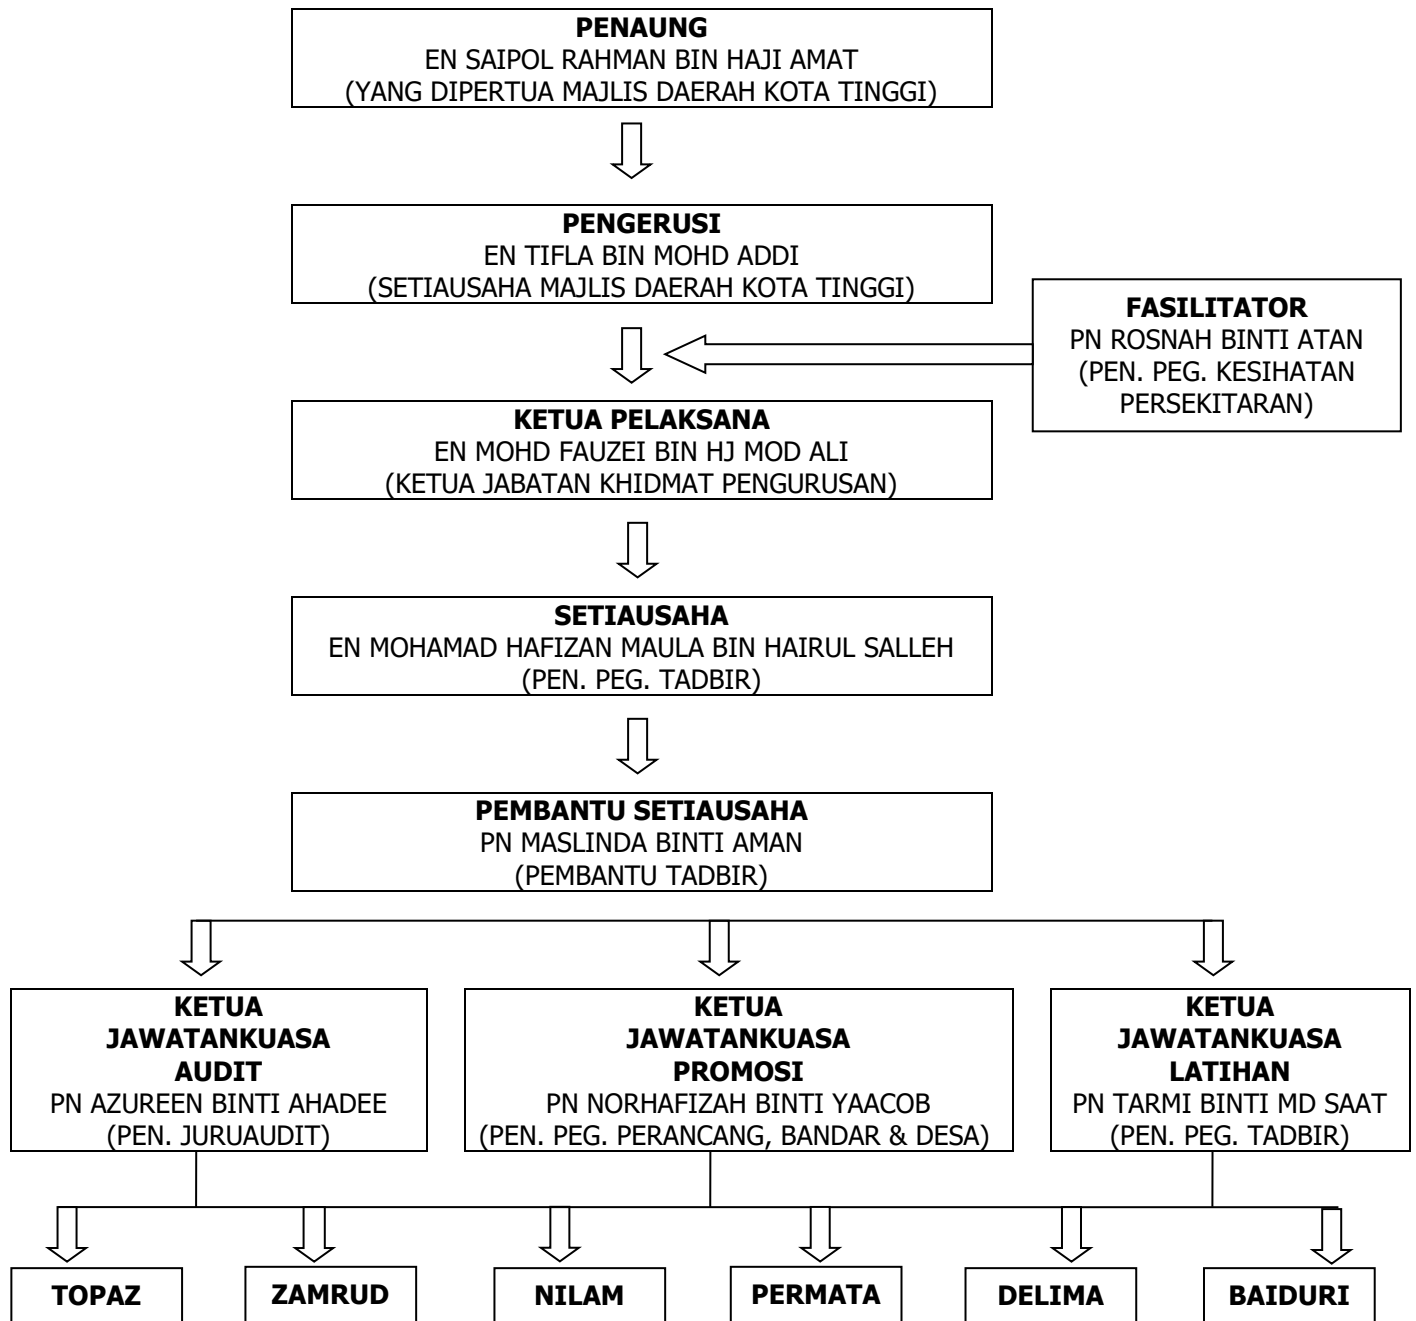 PENAUNG
EN SAIPOL RAHMAN BIN HAJI AMAT
(YANG DIPERTUA MAJLIS DAERAH KOTA TINGGI)
PENGERUSI
EN TIFLA BIN MOHD ADDI
(SETIAUSAHA MAJLIS DAERAH KOTA TINGGI)
FASILITATOR
PN ROSNAH BINTI ATAN
(PEN. PEG. KESIHATAN
PERSEKITARAN)
KETUA PELAKSANA
EN MOHD FAUZEI BIN HJ MOD ALI
(KETUA JABATAN KHIDMAT PENGURUSAN)
SETIAUSAHA
EN MOHAMAD HAFIZAN MAULA BIN HAIRUL SALLEH
(PEN. PEG. TADBIR)
PEMBANTU SETIAUSAHA
PN MASLINDA BINTI AMAN
(PEMBANTU TADBIR)
KETUA
JAWATANKUASA
AUDIT
PN AZUREEN BINTI AHADEE
(PEN. JURUAUDIT)
KETUA
JAWATANKUASA
PROMOSI
PN NORHAFIZAH BINTI YAACOB
(PEN. PEG. PERANCANG, BANDAR & DESA)
KETUA
JAWATANKUASA
LATIHAN
PN TARMI BINTI MD SAAT
(PEN. PEG. TADBIR)
TOPAZ
ZAMRUD
NILAM
PERMATA
DELIMA
BAIDURI